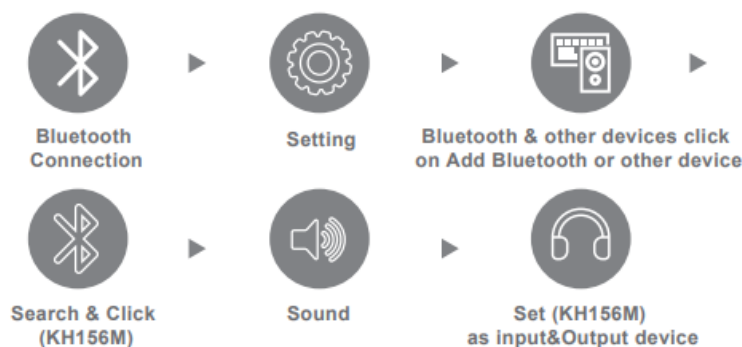 Bluetooth
Connection
Setting
Bluetooth & other devices click
on Add Bluetooth or other device
Search & Click
(KH156M)
Sound
Set (KH156M)
as input&Output device